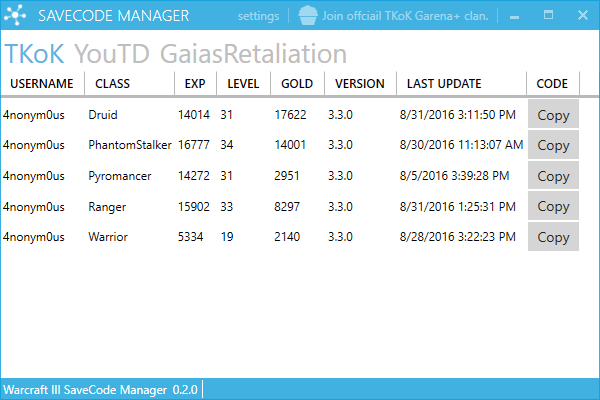 SAVECODE MANAGER settings Join offciail TKoK Garena+ clan.
TKoK YouTD GaiasRetaliation
USERNAME CLASS EXP LEVEL GOLD VERSION LAST UPDATE CODE
4nonym0us Druid 14014 31 17622 3.3.0 8/31/2016 3:11:50 PM Copy
4nonym0us PhantomStalker 16777 34 14001 3.3.0 8/30/2016 11:13:07 AM Copy
4nonym0us Pyromancer 14272 31 2951 3.3.0 8/5/2016 3:39:28 PM Copy
4nonym0us Ranger 15902 33 8297 3.3.0 8/31/2016 1:25:31 PM Copy
4nonym0us Warrior 5334 19 2140 3.3.0 8/28/2016 3:22:23 PM Copy
Warcraft III SaveCode Manager 0.2.0